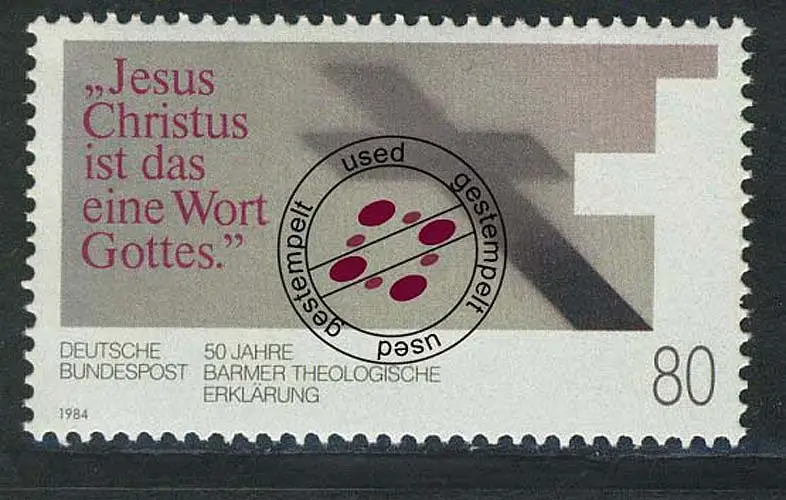 „Jesus
Christus
ist das
eine Wort
Gottes.”
used
gestempelt
used
gestempelt
DEUTSCHE
BUNDESPOST
50 JAHRE
BARMER THEOLOGISCHE
ERKLÄRUNG
80
1984